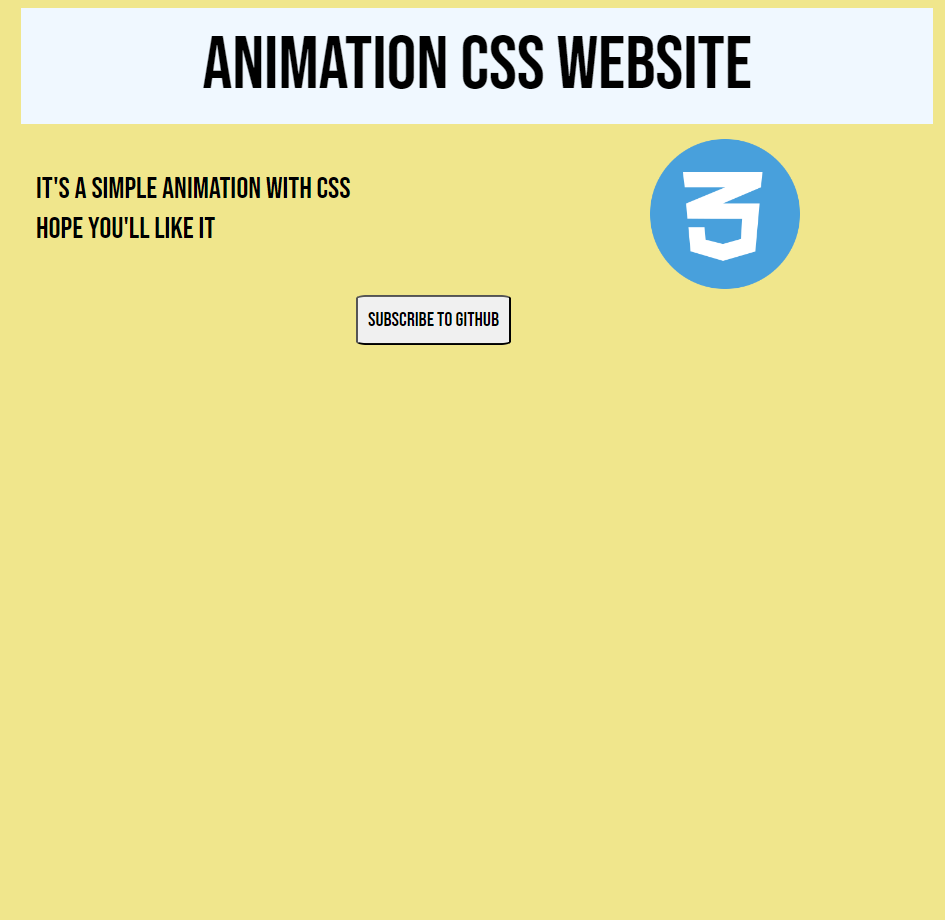 ANIMATION CSS WEBSITE
IT'S A SIMPLE ANIMATION WITH CSS
HOPE YOU'LL LIKE IT
3
SUBSCRIBE TO GITHUB